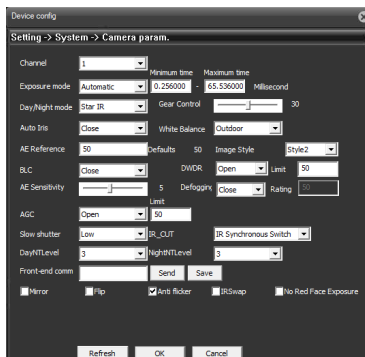 Device config
Setting -> System -> Camera param.
Channel 1
Minimum time Maximum time
Exposure mode Automatic 0.256000 - 65.536000 Millisecond
Day/Night mode Star IR Gear Control 30
Auto Iris Close White Balance Outdoor
AE Reference 50 Defaults 50 Image Style Style2
BLC Close DWDR Open Limit 50
AE Sensitivity 5 Defogging Close Rating 50
Limit
AGC Open 50
Slow shutter Low IR_CUT IR Synchronous Switch
DayNTLevel 3 NightNTLevel 3
Front-end comm Send Save
Mirror Flip Anti flicker IRSwap No Red Face Exposure
Refresh OK Cancel